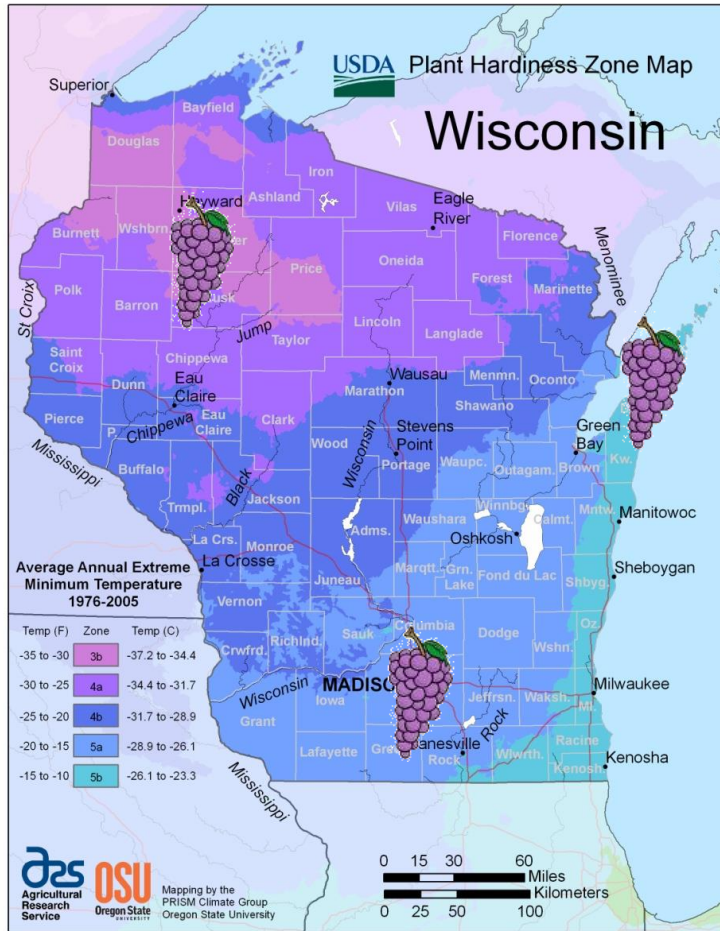 USDA
Plant Hardiness Zone Map
Wisconsin
Superior
Bayfield
Douglas
Iron
Ashland
Hayward
Vilas
Eagle
River
Burnett
Wshbrn.
Florence
Menominee
Oneida
Price
Forest
Marinette
Polk
Barron
St Croix
Jump
Lincoln
Langlade
Taylor
Saint
Croix
Chippewa
Dunn
Eau
Claire
Marathon
Wausau
Menmn.
Oconto
Pierce
P.
Chippewa
Eau
Claire
Clark
Shawano
Mississippi
Wood
Wisconsin
Stevens
Point
Portage
Waupc.
Outagam.
Green
Bay
Brown
Kw.
Buffalo
Black
Jackson
Trmpl.
Adms.
Waushara
Winnbg.
Calmt.
Mntw.
Manitowoc
La Crs.
Monroe
Oshkosh
La Crosse
Juneau
Marqtt.
Grn.
Lake
Fond du Lac
Shbyg.
Sheboygan
Vernon
Columbia
Sauk
Dodge
Oz.
Crwfrd.
Richlnd.
Wshn.
Wisconsin
Iowa
Jeffrsn.
Waksh.
Milwaukee
Ml.
Grant
Rock
Racine
Lafayette
Rock
Wlwrth.
Kenosh.
Kenosha
Mississippi
Average Annual Extreme
Minimum Temperature
1976-2005
Temp (F) Zone Temp (C)
-35 to -30 3b -37.2 to -34.4
-30 to -25 4a -34.4 to -31.7
-25 to -20 4b -31.7 to -28.9
-20 to -15 5a -28.9 to -26.1
-15 to -10 5b -26.1 to -23.3
ars
Agricultural
Research
Service
OSU
Oregon State
UNIVERSITY
Mapping by the
PRISM Climate Group
Oregon State University
0 15 30 60
Miles
Kilometers
0 25 50 100